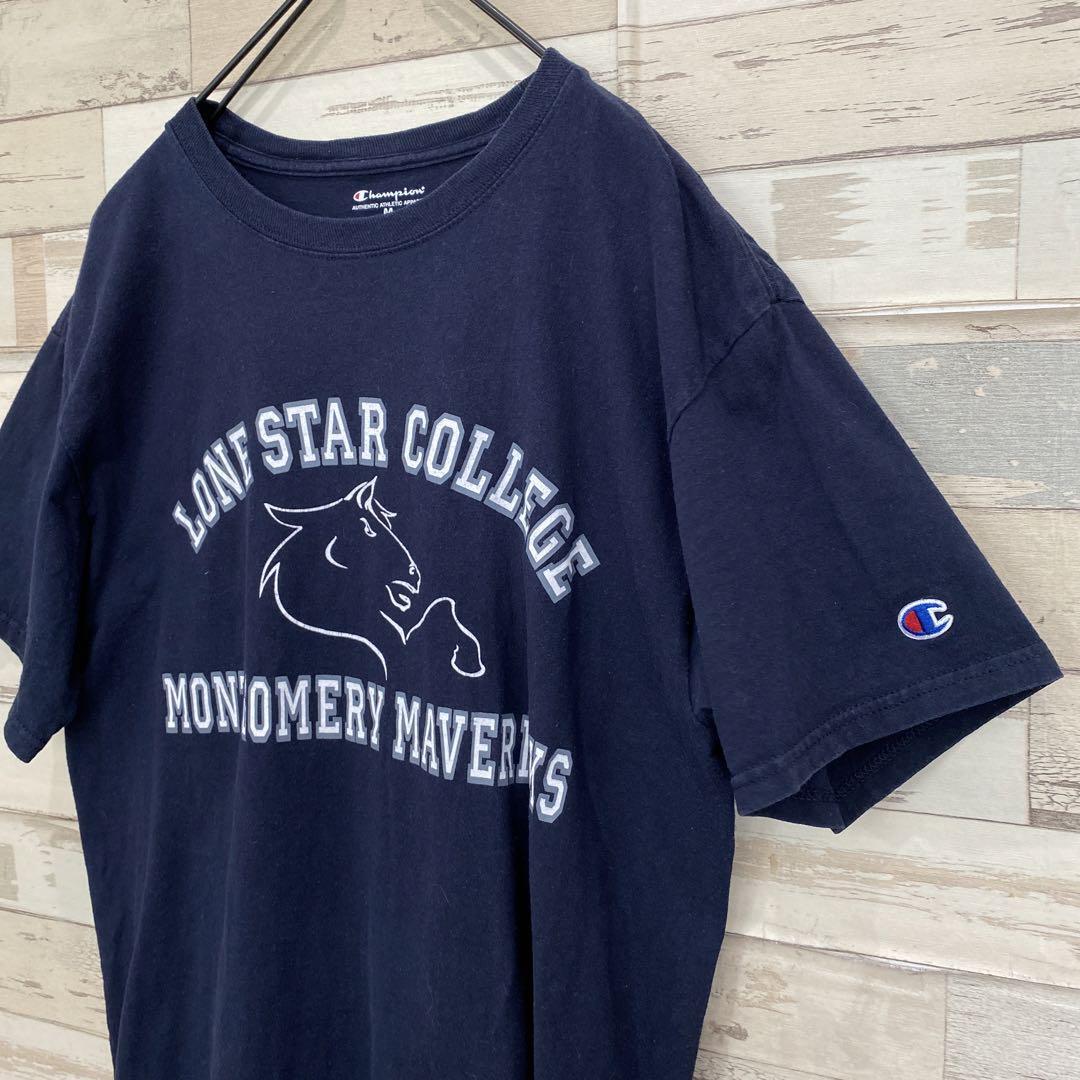 Champion
AUTHENTIC ATHLETIC APPAREL
M
LONE STAR COLLEGE
MONTGOMERY MAVERICKS
C